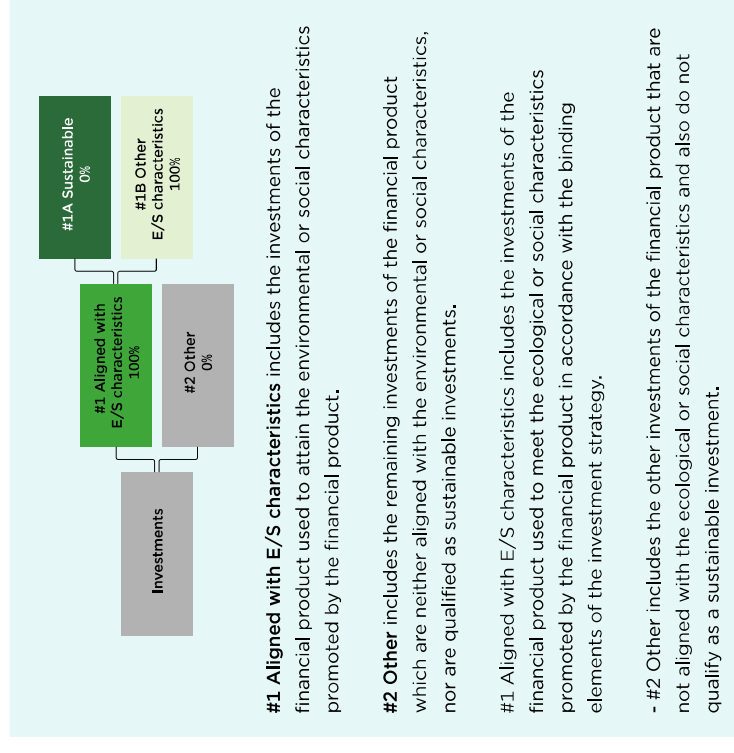 Investments
#1 Aligned with
E/S characteristics
100%
#2 Other
0%
#1A Sustainable
0%
#1B Other
E/S characteristics
100%
#1 Aligned with E/S characteristics includes the investments of the
financial product used to attain the environmental or social characteristics
promoted by the financial product.
#2 Other includes the remaining investments of the financial product
which are neither aligned with the environmental or social characteristics,
nor are qualified as sustainable investments.
#1 Aligned with E/S characteristics includes the investments of the
financial product used to meet the ecological or social characteristics
promoted by the financial product in accordance with the binding
elements of the investment strategy.
- #2 Other includes the other investments of the financial product that are
not aligned with the ecological or social characteristics and also do not
qualify as a sustainable investment.